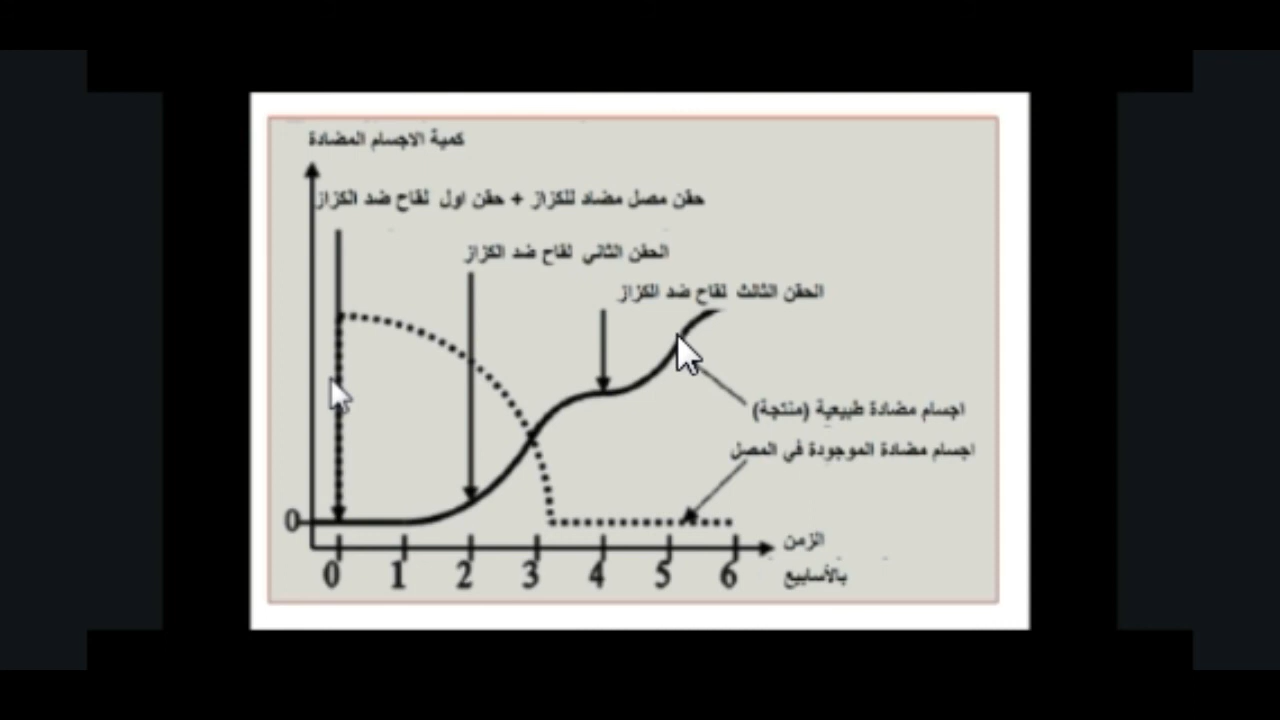 كمية الاجسام المضادة
حقن مصل مضاد للكزاز + حقن اول لقاح ضد الكزاز
الحقن الثاني لقاح ضد الكزاز
الحقن الثالث لقاح ضد الكزاز
اجسام مضادة طبيعية (منتجة)
اجسام مضادة الموجودة في المصل
0
الزمن
0 1 2 3 4 5 6
بالأسابيع